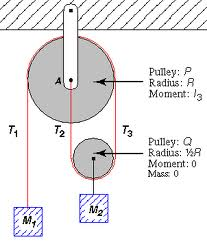 Pulley: P
Radius: R
Moment: I₃
A
T₁
T₂
T₃
Pulley: Q
Radius: ½R
Moment: 0
Mass: 0
M₁
M₂